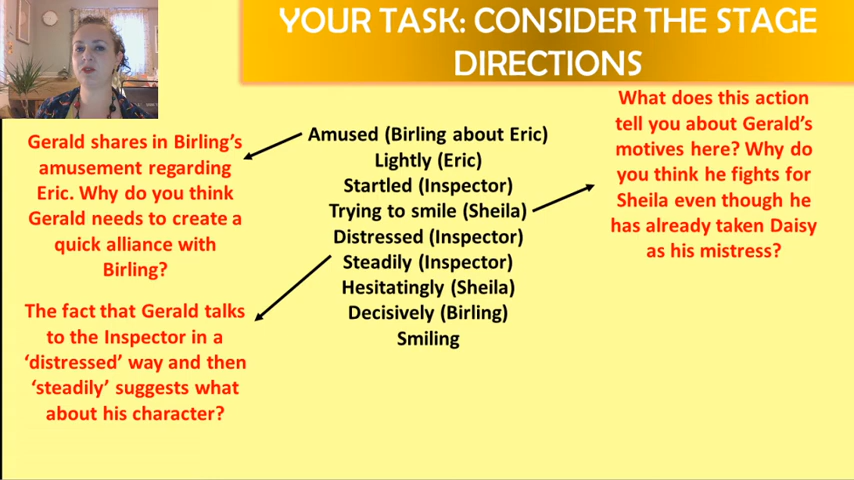 YOUR TASK: CONSIDER THE STAGE
DIRECTIONS
Gerald shares in Birling's
amusement regarding
Eric. Why do you think
Gerald needs to create a
quick alliance with
Birling?
The fact that Gerald talks
to the Inspector in a
'distressed' way and then
'steadily' suggests what
about his character?
Amused (Birling about Eric)
Lightly (Eric)
Startled (Inspector)
Trying to smile (Sheila)
Distressed (Inspector)
Steadily (Inspector)
Hesitatingly (Sheila)
Decisively (Birling)
Smiling
What does this action
tell you about Gerald's
motives here? Why do
you think he fights for
Sheila even though he
has already taken Daisy
as his mistress?